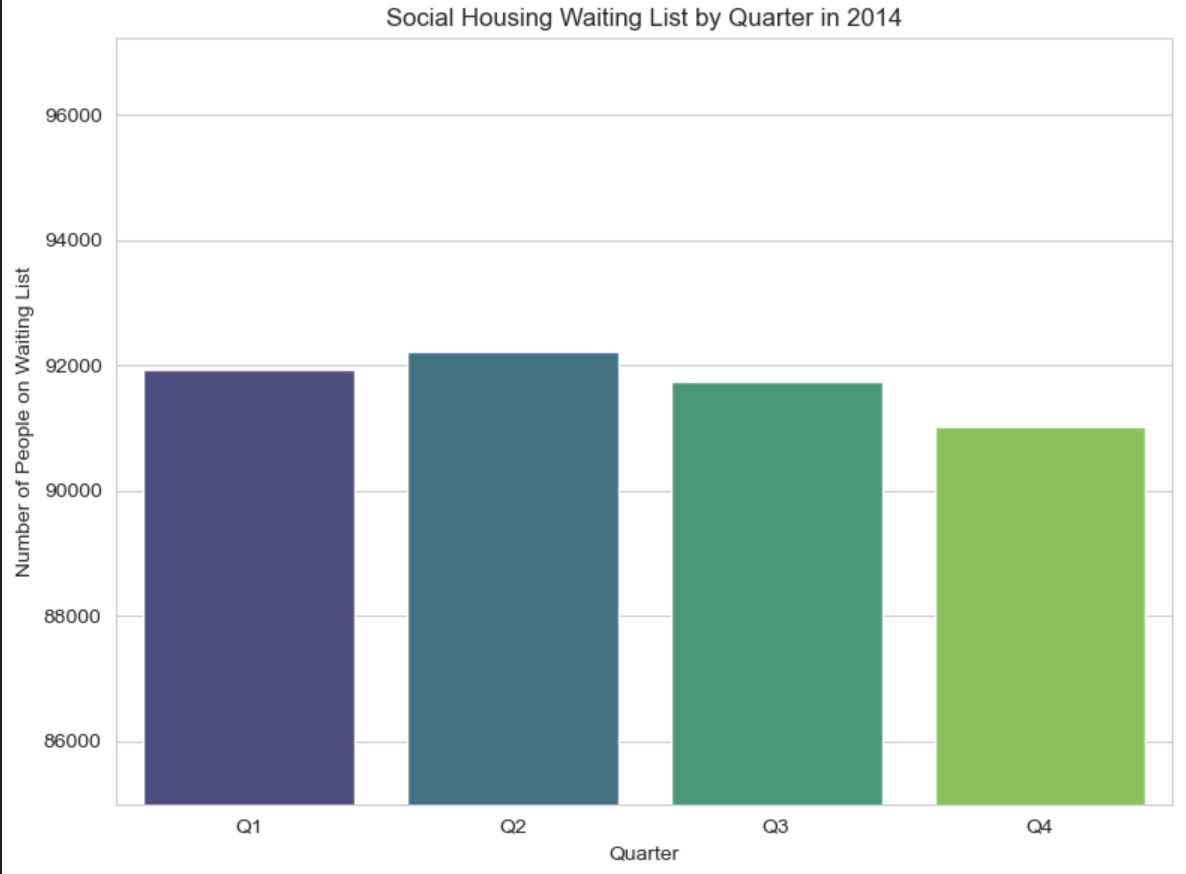 Social Housing Waiting List by Quarter in 2014
Number of People on Waiting List
96000
94000
92000
90000
88000
86000
Q1 Q2 Q3 Q4
Quarter